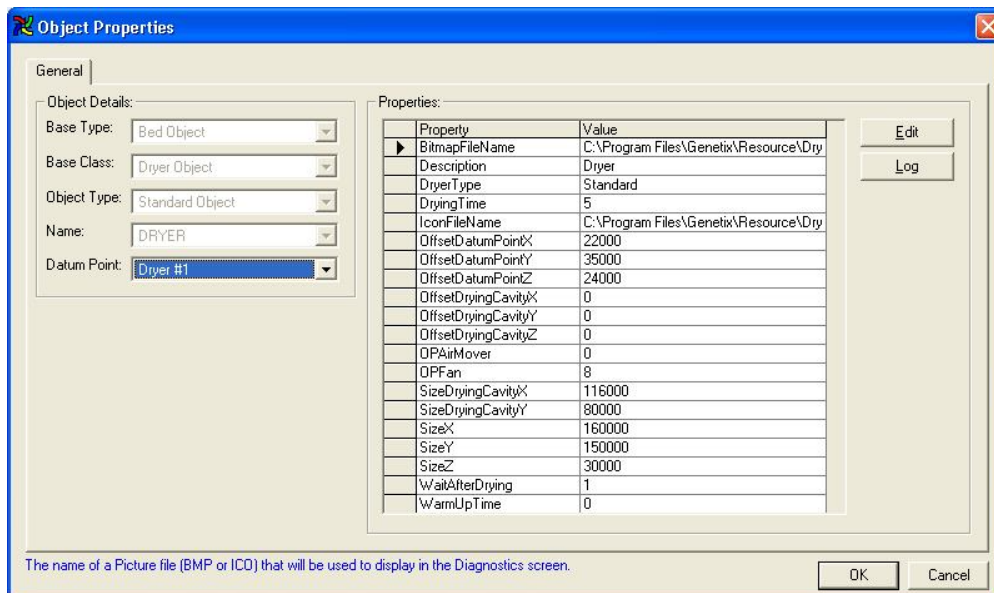 Object Properties
General
Object Details:
Base Type: Bed Object
Base Class: Dryer Object
Object Type: Standard Object
Name: DRYER
Datum Point: Dryer #1
Properties:
Property Value
BitmapFileName C:\Program Files\Genetix\Resource\Dry
Description Dryer
DryerType Standard
DryingTime 5
IconFileName C:\Program Files\Genetix\Resource\Dry
OffsetDatumPointX 22000
OffsetDatumPointY 35000
OffsetDatumPointZ 24000
OffsetDryingCavityX 0
OffsetDryingCavityY 0
OffsetDryingCavityZ 0
OPAirMover 0
OPFan 8
SizeDryingCavityX 116000
SizeDryingCavityY 80000
SizeX 160000
SizeY 150000
SizeZ 30000
WaitAfterDrying 1
WarmUpTime 0
Edit
Log
The name of a Picture file (BMP or ICO) that will be used to display in the Diagnostics screen.
OK Cancel